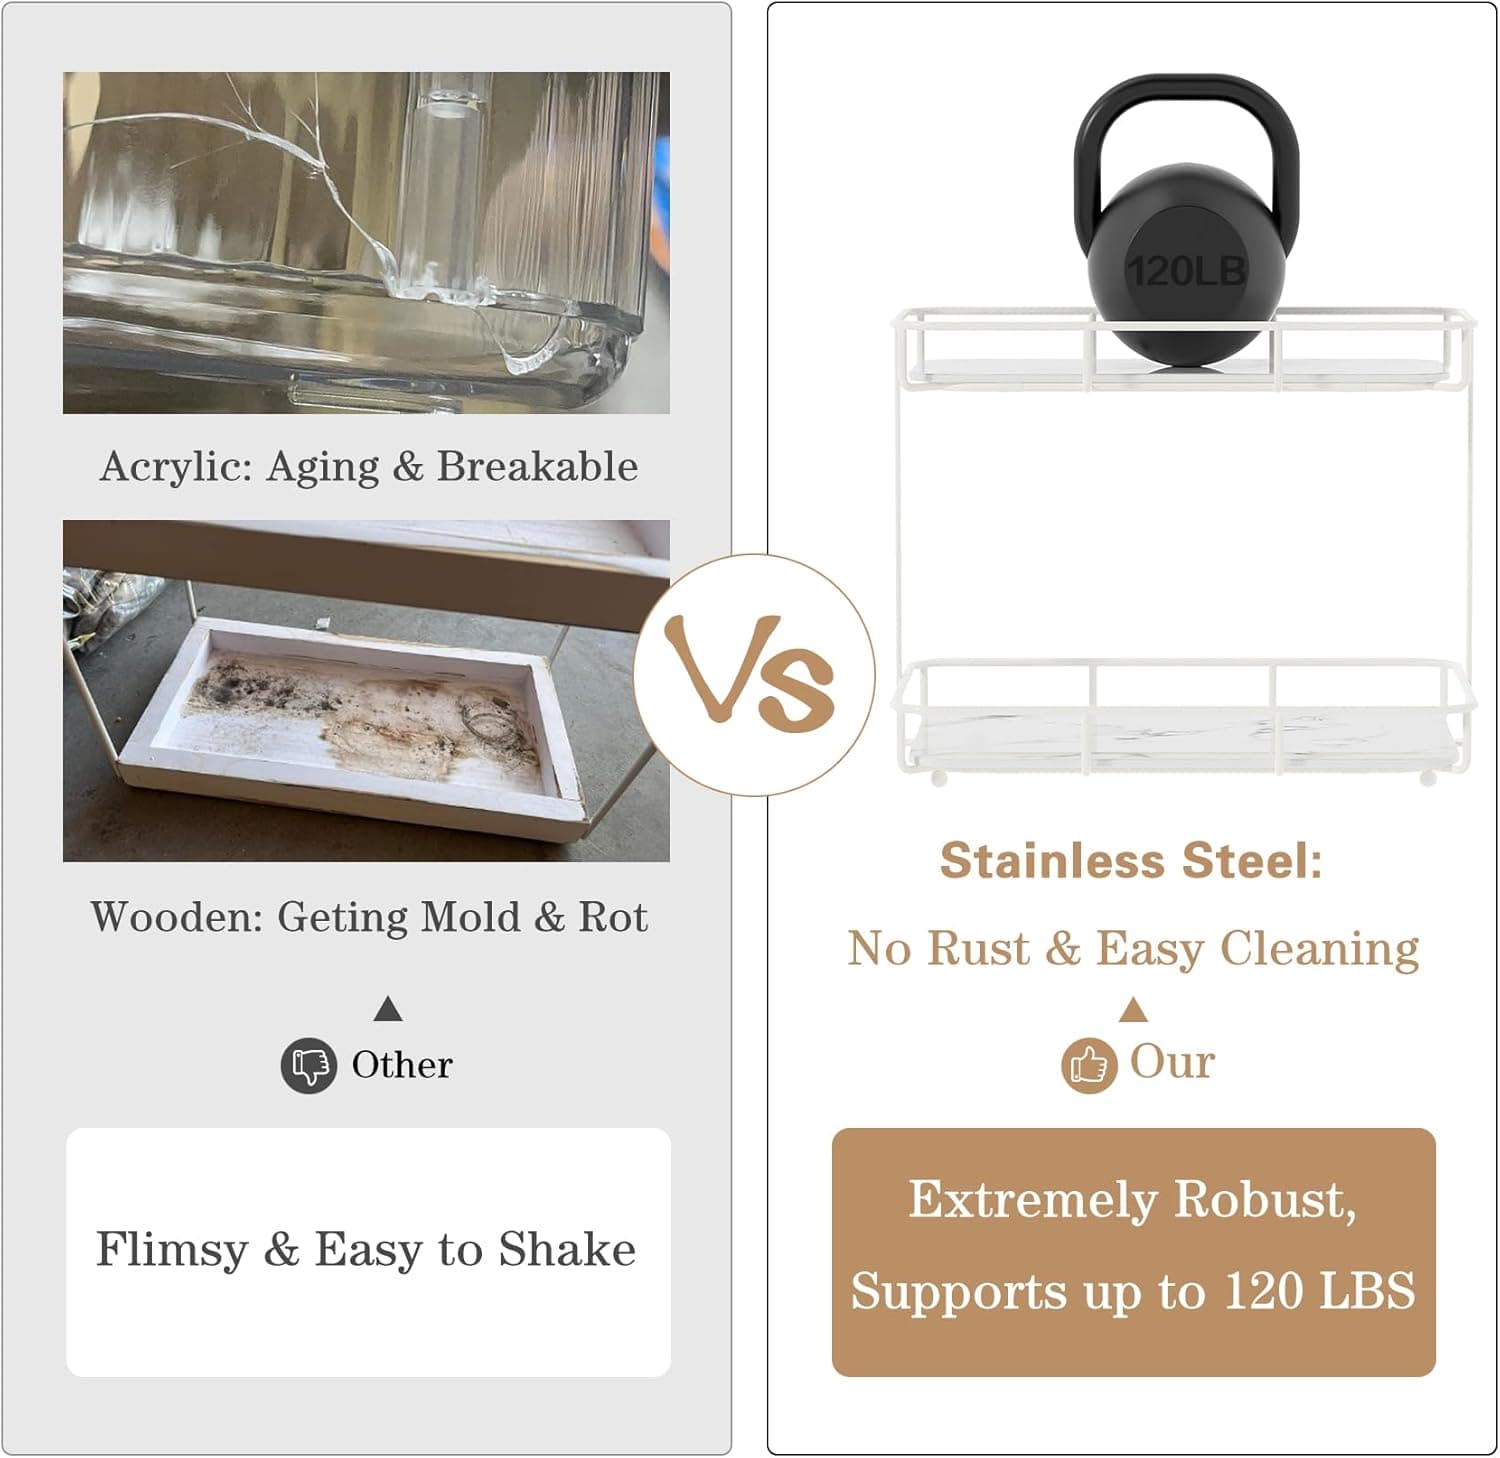 Acrylic: Aging & Breakable
Wooden: Geting Mold & Rot
Other
Flimsy & Easy to Shake
Vs
120LB
Stainless Steel:
No Rust & Easy Cleaning
Our
Extremely Robust,
Supports up to 120 LBS